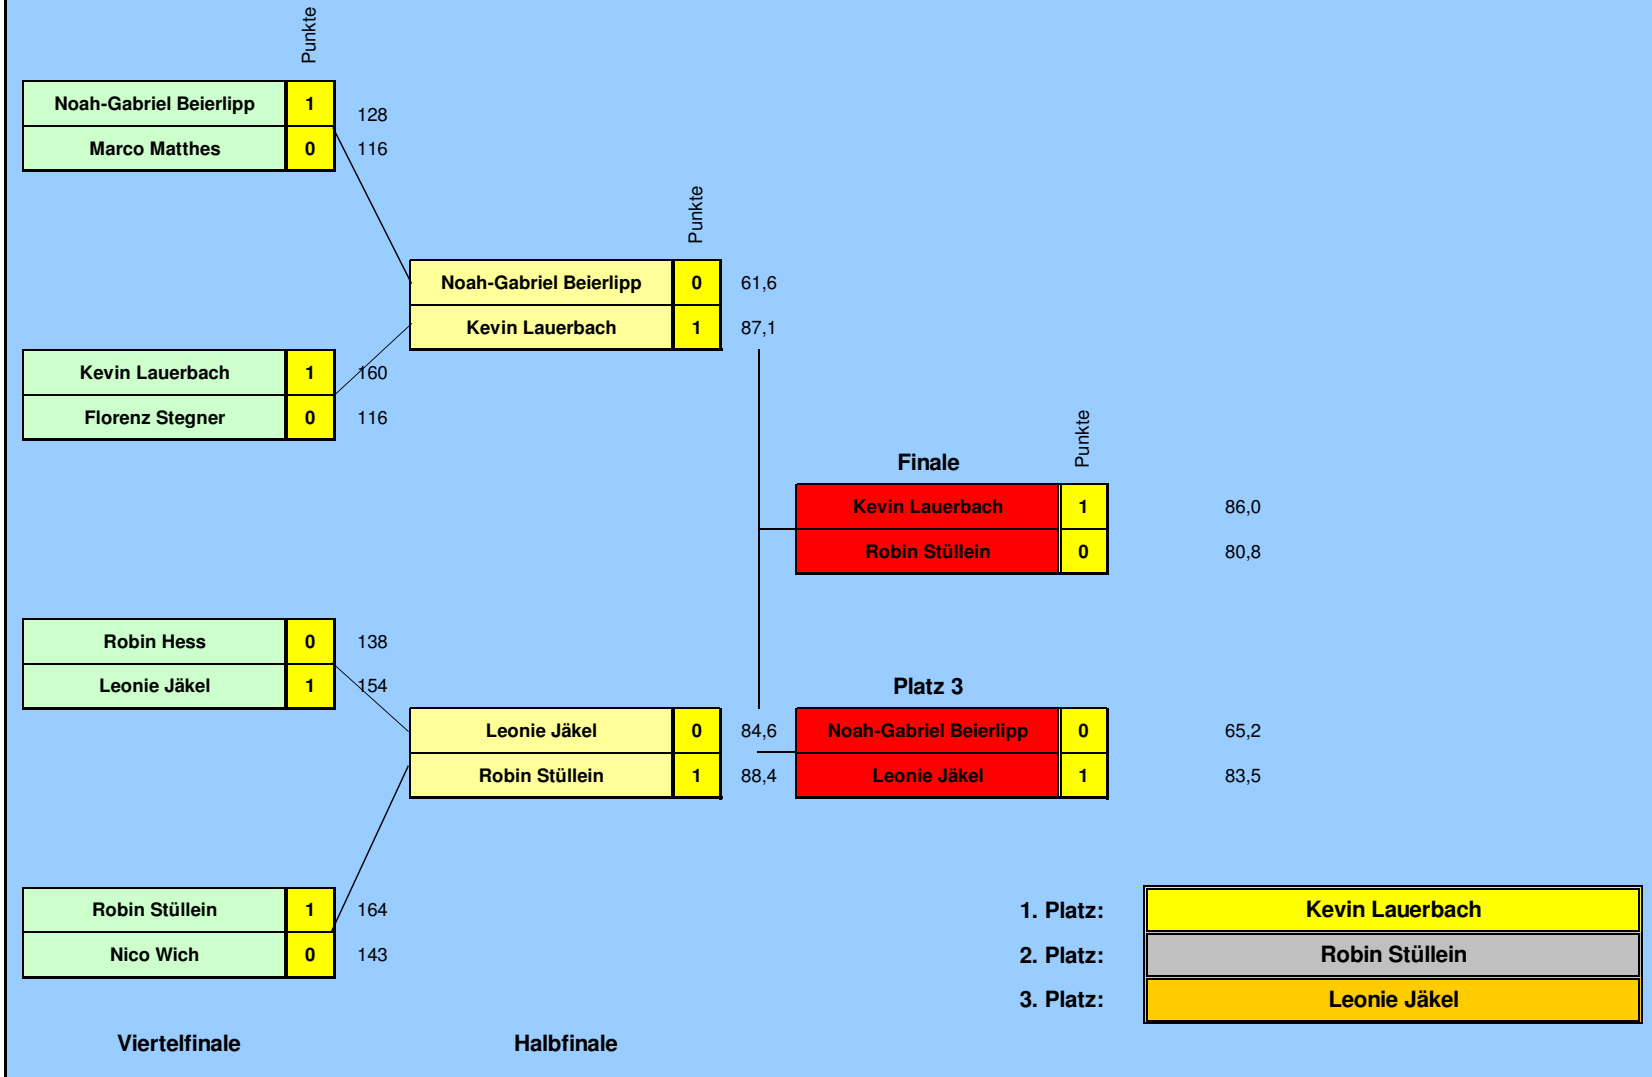 Punkte
Noah-Gabriel Beierlipp 1 128
Marco Matthes 0 116
Punkte
Noah-Gabriel Beierlipp 0 61,6
Kevin Lauerbach 1 87,1
Kevin Lauerbach 1 160
Florenz Stegner 0 116
Punkte
Finale
Kevin Lauerbach 1 86,0
Robin Stüllein 0 80,8
Robin Hess 0 138
Leonie Jäkel 1 154
Platz 3
Leonie Jäkel 0 84,6 Noah-Gabriel Beierlipp 0 65,2
Robin Stüllein 1 88,4 Leonie Jäkel 1 83,5
Robin Stüllein 1 164 1. Platz: Kevin Lauerbach
Nico Wich 0 143 2. Platz: Robin Stüllein
3. Platz: Leonie Jäkel
Viertelfinale Halbfinale